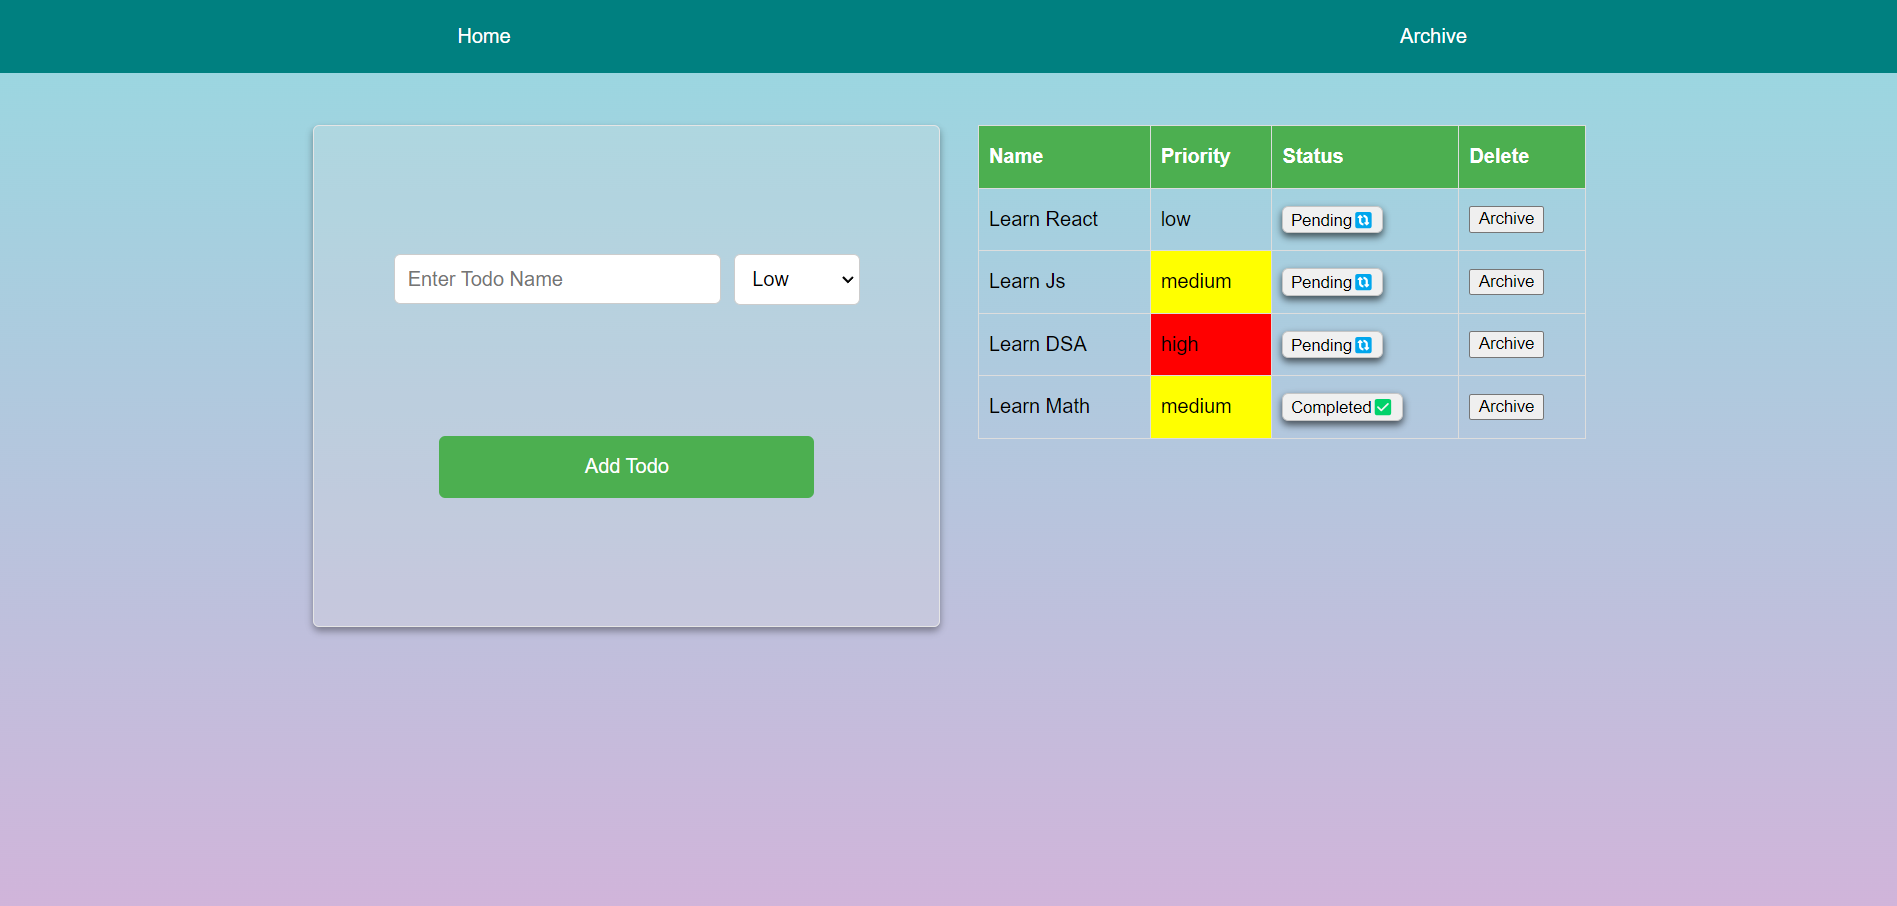 Home Archive
Enter Todo Name Low
Add Todo
Name Priority Status Delete
Learn React low Pending🔃 Archive
Learn Js medium Pending🔃 Archive
Learn DSA high Pending🔃 Archive
Learn Math medium Completed✅ Archive